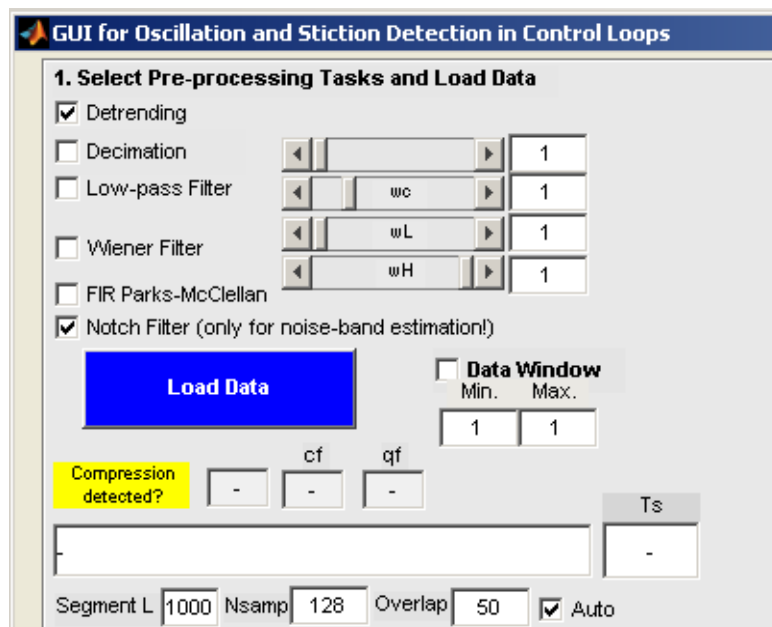 GUI for Oscillation and Stiction Detection in Control Loops
1. Select Pre-processing Tasks and Load Data
Detrending
Decimation 1
Low-pass Filter wc 1
wL 1
Wiener Filter
wH 1
FIR Parks-McClellan
Notch Filter (only for noise-band estimation!)
Load Data
Data Window
Min. Max.
1 1
cf qf
Compression
detected?
- - -
Ts
-
-
Segment L 1000 Nsamp 128 Overlap 50 Auto